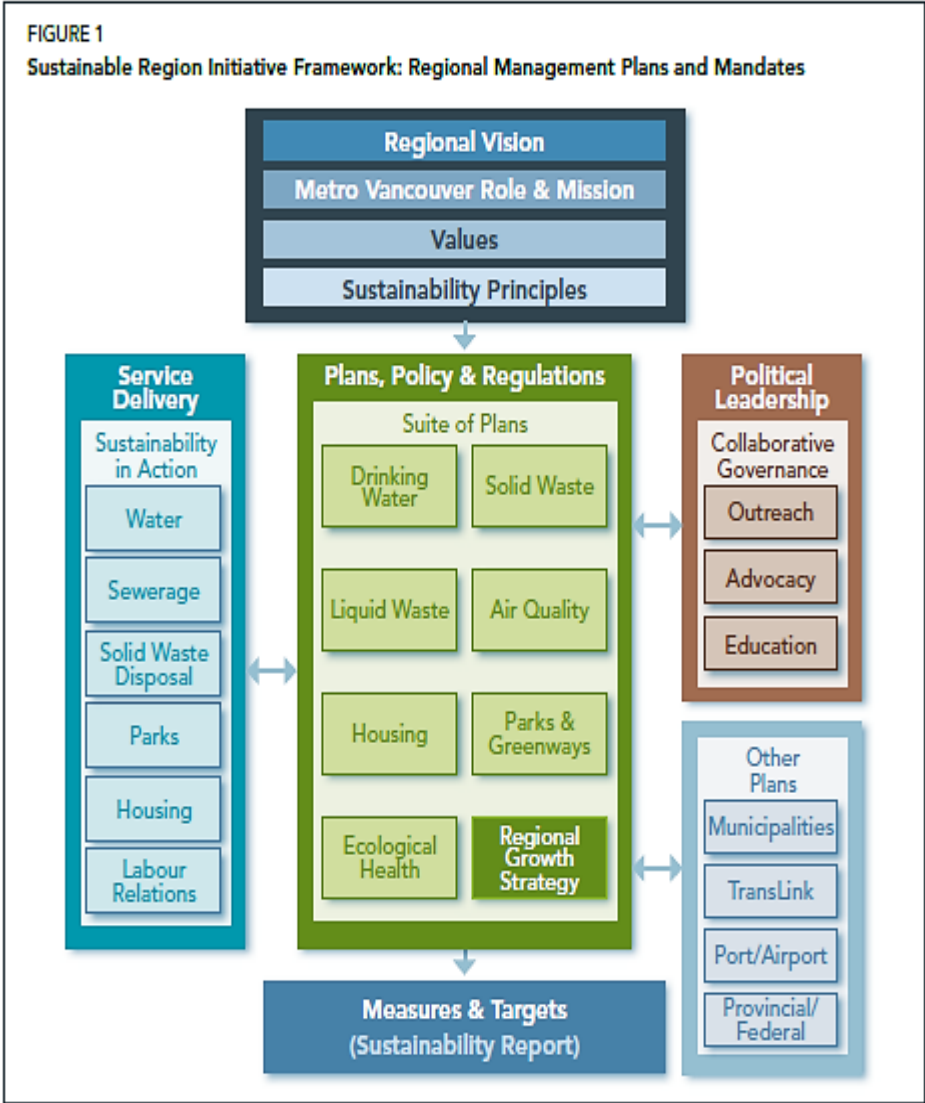 FIGURE 1
Sustainable Region Initiative Framework: Regional Management Plans and Mandates
Regional Vision
Metro Vancouver Role & Mission
Values
Sustainability Principles
Service
Delivery
Sustainability
in Action
Water
Sewerage
Solid Waste
Disposal
Parks
Housing
Labour
Relations
Plans, Policy & Regulations
Suite of Plans
Drinking
Water
Solid Waste
Liquid Waste
Air Quality
Housing
Parks &
Greenways
Ecological
Health
Regional
Growth
Strategy
Political
Leadership
Collaborative
Governance
Outreach
Advocacy
Education
Other
Plans
Municipalities
TransLink
Port/Airport
Provincial/
Federal
Measures & Targets
(Sustainability Report)